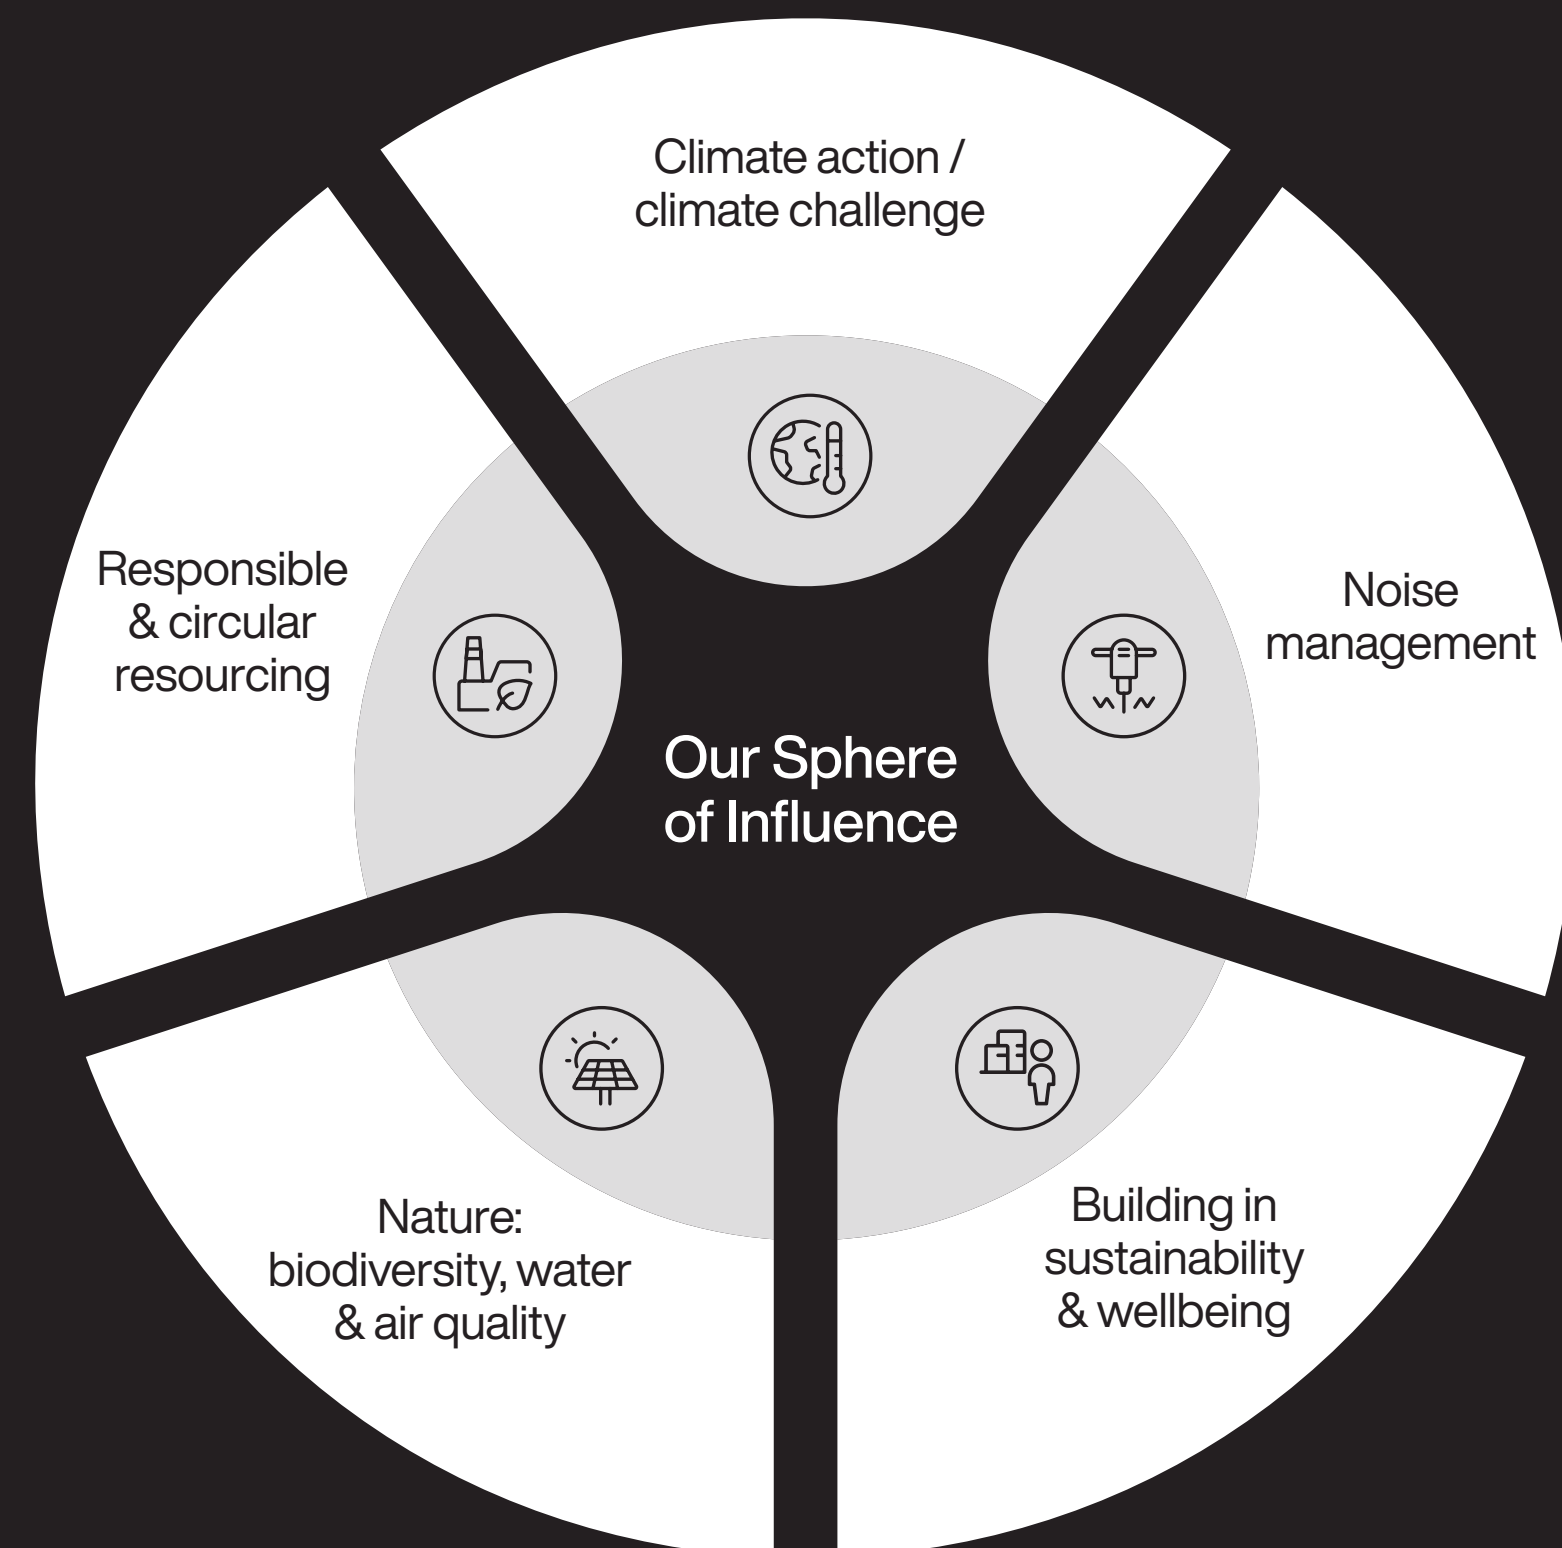 Climate action /
climate challenge
Noise
management
Building in
sustainability
& wellbeing
Nature:
biodiversity, water
& air quality
Responsible
& circular
resourcing
Our Sphere
of Influence